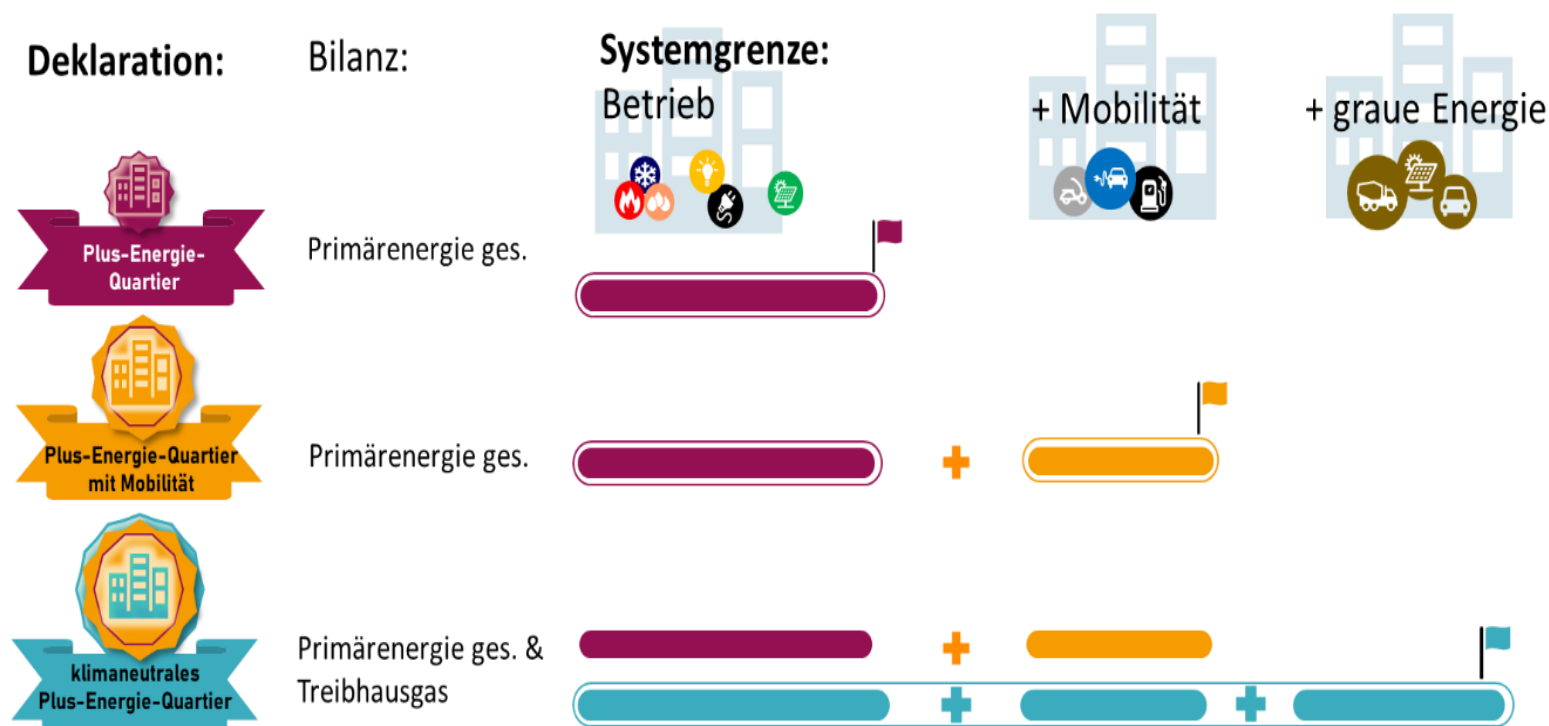 Deklaration:
Bilanz:
Systemgrenze:
Betrieb
+ Mobilität
+ graue Energie
Plus-Energie-
Quartier
Primärenergie ges.
Plus-Energie-Quartier
mit Mobilität
Primärenergie ges.
klimaneutrales
Plus-Energie-Quartier
Primärenergie ges. &
Treibhausgas